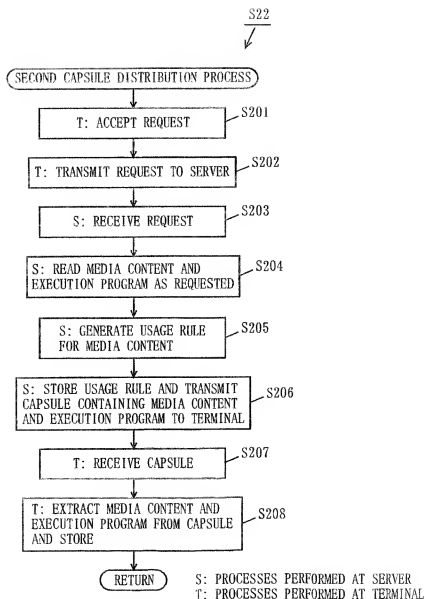 S22
SECOND CAPSULE DISTRIBUTION PROCESS
S201
T: ACCEPT REQUEST
S202
T: TRANSMIT REQUEST TO SERVER
S203
S: RECEIVE REQUEST
S204
S: READ MEDIA CONTENT AND
EXECUTION PROGRAM AS REQUESTED
S205
S: GENERATE USAGE RULE
FOR MEDIA CONTENT
S206
S: STORE USAGE RULE AND TRANSMIT
CAPSULE CONTAINING MEDIA CONTENT
AND EXECUTION PROGRAM TO TERMINAL
S207
T: RECEIVE CAPSULE
S208
T: EXTRACT MEDIA CONTENT AND
EXECUTION PROGRAM FROM CAPSULE
AND STORE
RETURN
S: PROCESSES PERFORMED AT SERVER
T: PROCESSES PERFORMED AT TERMINAL